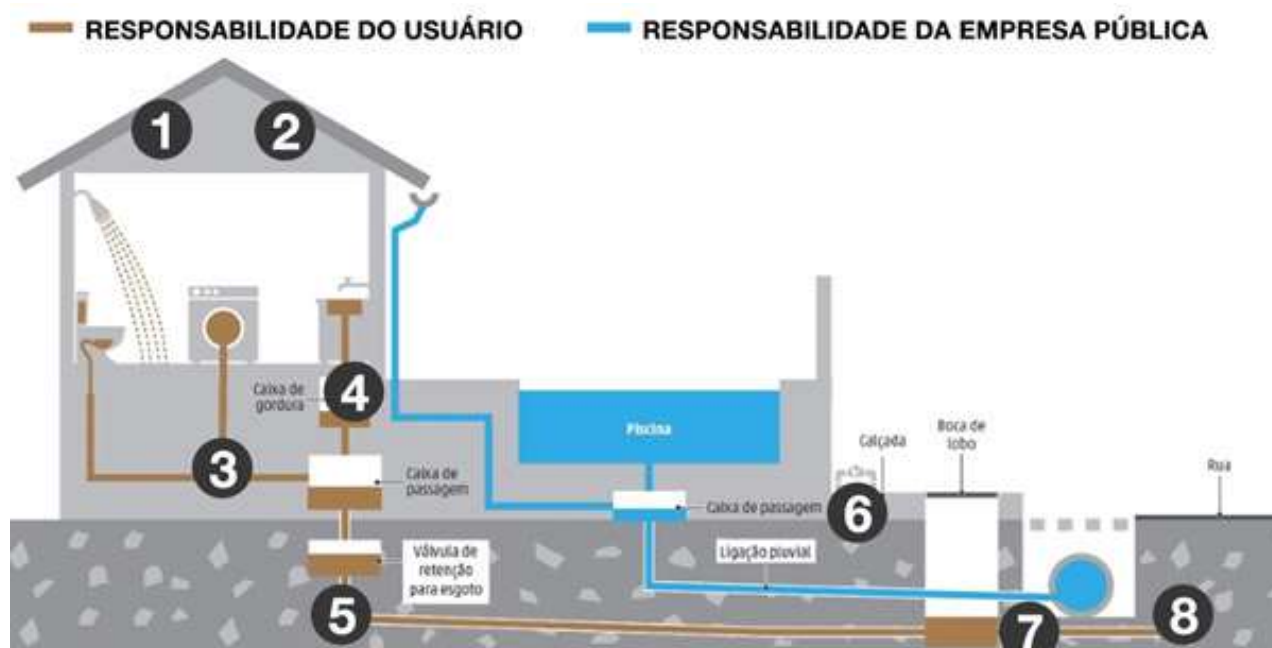 RESPONSABILIDADE DO USUÁRIO
RESPONSABILIDADE DA EMPRESA PÚBLICA
1
2
3
4
Caixa de
gordura
Caixa de
passagem
Válvula de
retenção
para esgoto
5
Piscina
Caixa de passagem
Ligação pluvial
6
Calçada
Boca de
lobo
Rua
7
8